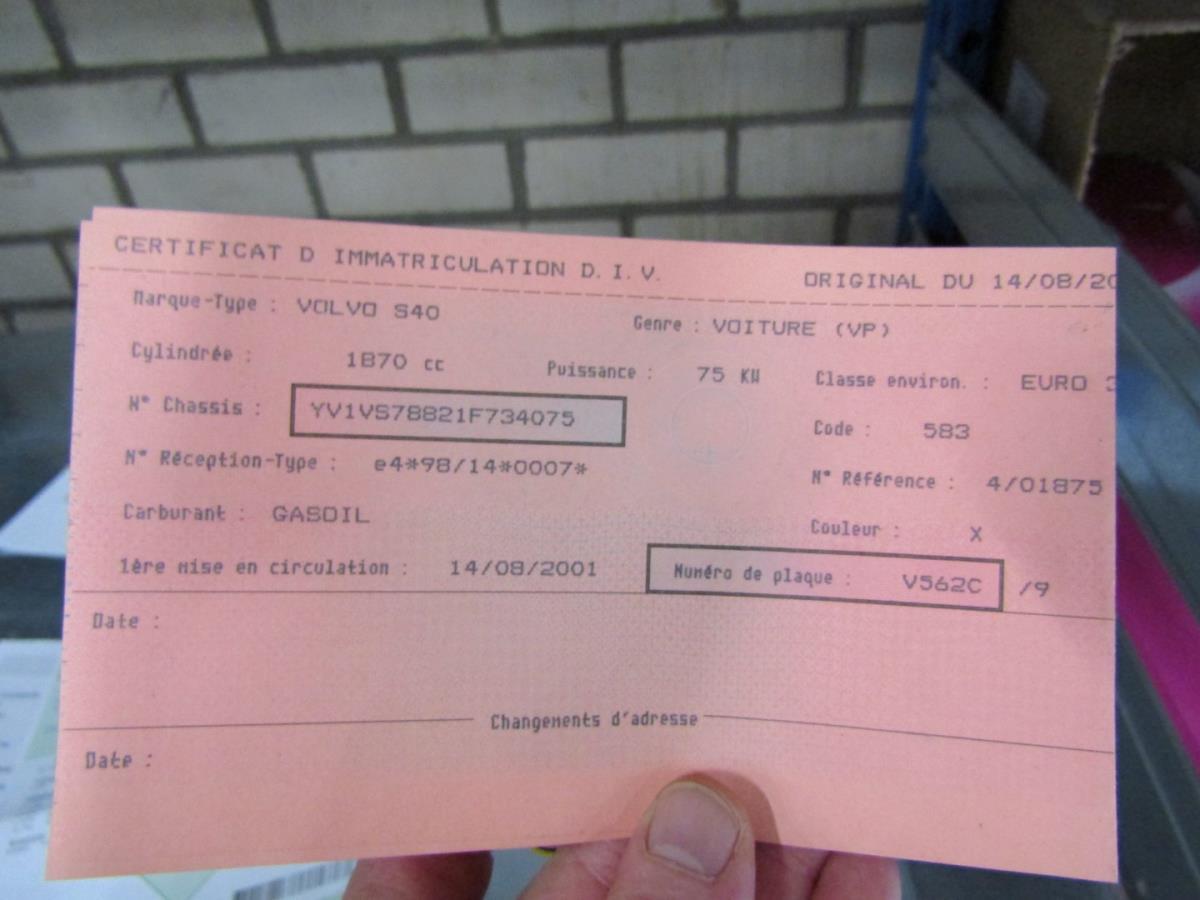 CERTIFICAT D IMMATRICULATION D.I.V. ORIGINAL DU 14/08/20
Marque-Type : VOLVO S40 Genre : VOITURE (VP)
Cylindrée : 1870 cc Puissance : 75 KW Classe environ. : EURO 3
N° Chassis : YV1VS78821F734075 Code : 583
N° Réception-Type : e4*98/14*0007* N° Référence : 4/01875
Carburant : GASOIL Couleur : X
1ère mise en circulation : 14/08/2001 Numéro de plaque : V562C /9
Date :
Changements d'adresse
Date :